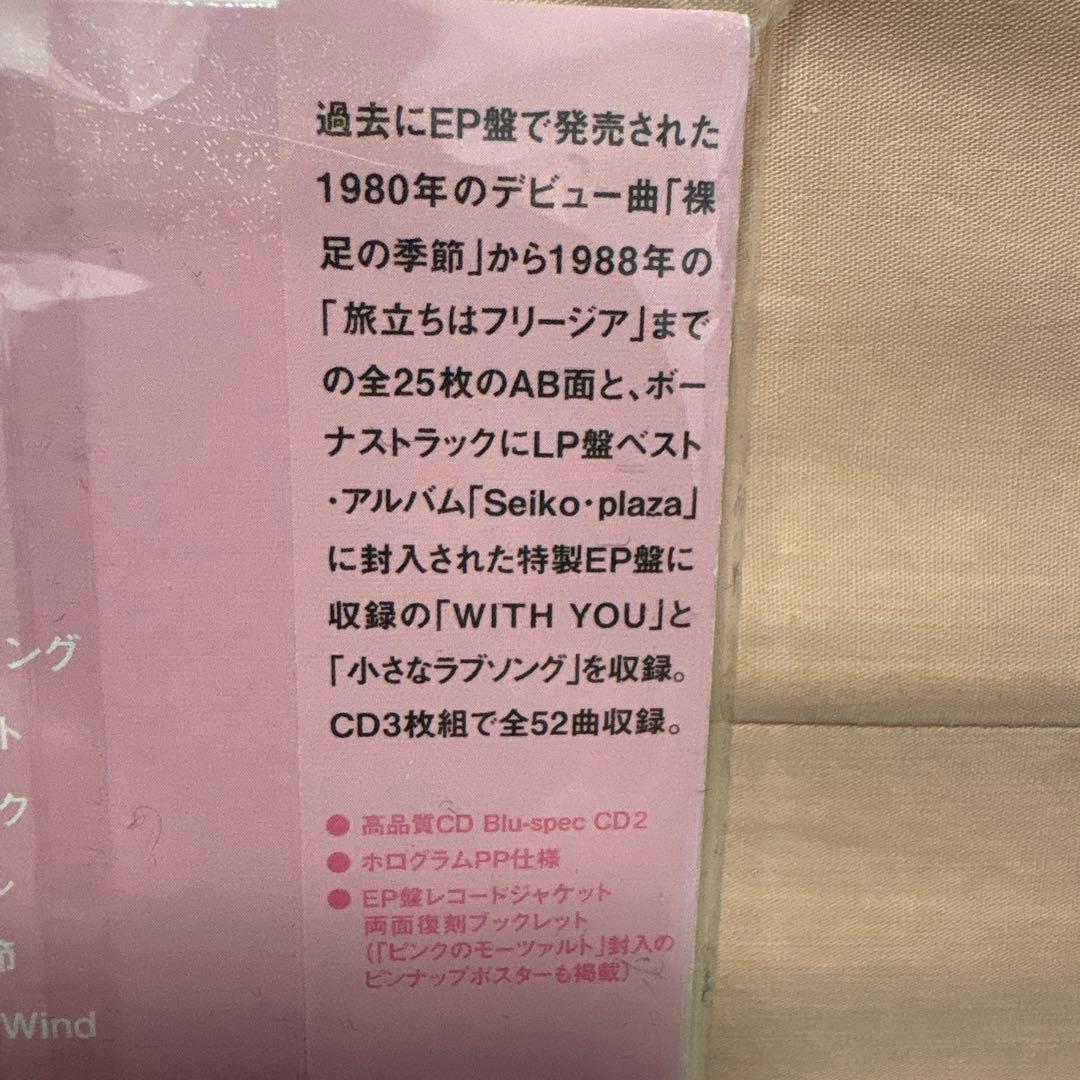 過去にEP盤で発売された
1980年のデビュー曲「裸
足の季節」から1988年の
「旅立ちはフリージア」まで
の全25枚のAB面と、ボー
ナストラックにLP盤ベスト
・アルバム「Seiko・plaza」
に封入された特製EP盤に
収録の「WITH YOU」と
「小さなラブソング」を収録。
CD3枚組で全52曲収録。
● 高品質CD Blu-spec CD2
● ホログラムPP仕様
● EP盤レコードジャケット
両面復刻ブックレット
(「ピンクのモーツァルト」封入の
ピンナップポスターも掲載)
ング
ト
ク
ン
節
Wind